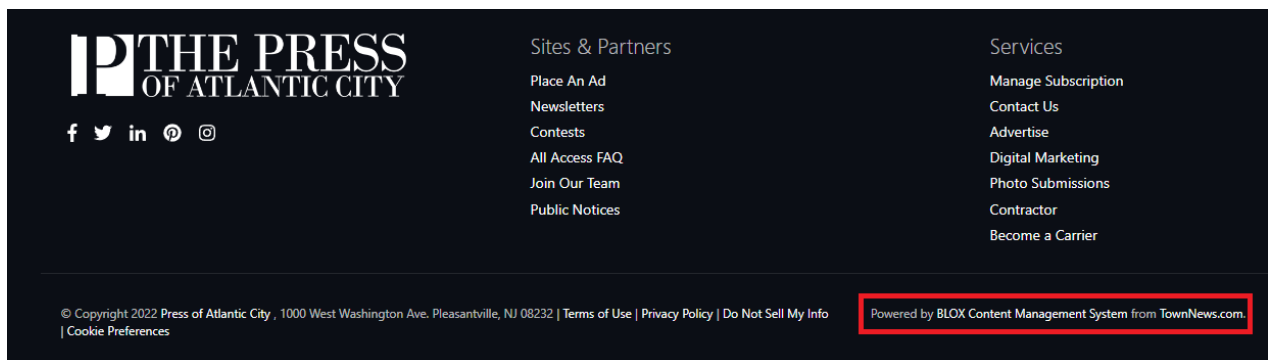 THE PRESS
OF ATLANTIC CITY
Sites & Partners
Place An Ad
Newsletters
Contests
All Access FAQ
Join Our Team
Public Notices
Services
Manage Subscription
Contact Us
Advertise
Digital Marketing
Photo Submissions
Contractor
Become a Carrier
© Copyright 2022 Press of Atlantic City , 1000 West Washington Ave. Pleasantville, NJ 08232 | Terms of Use | Privacy Policy | Do Not Sell My Info
| Cookie Preferences
Powered by BLOX Content Management System from TownNews.com.